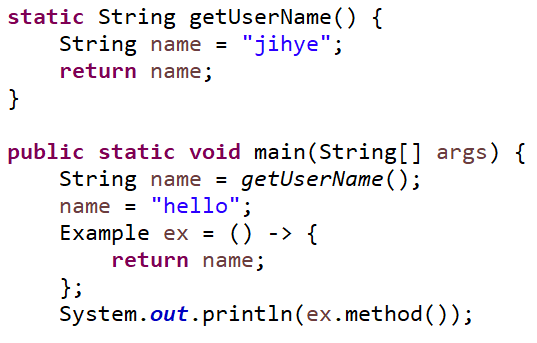 static String getUserName() {
    String name = "jihye";
    return name;
}

public static void main(String[] args) {
    String name = getUserName();
    name = "hello";
    Example ex = () -> {
        return name;
    };
    System.out.println(ex.method());